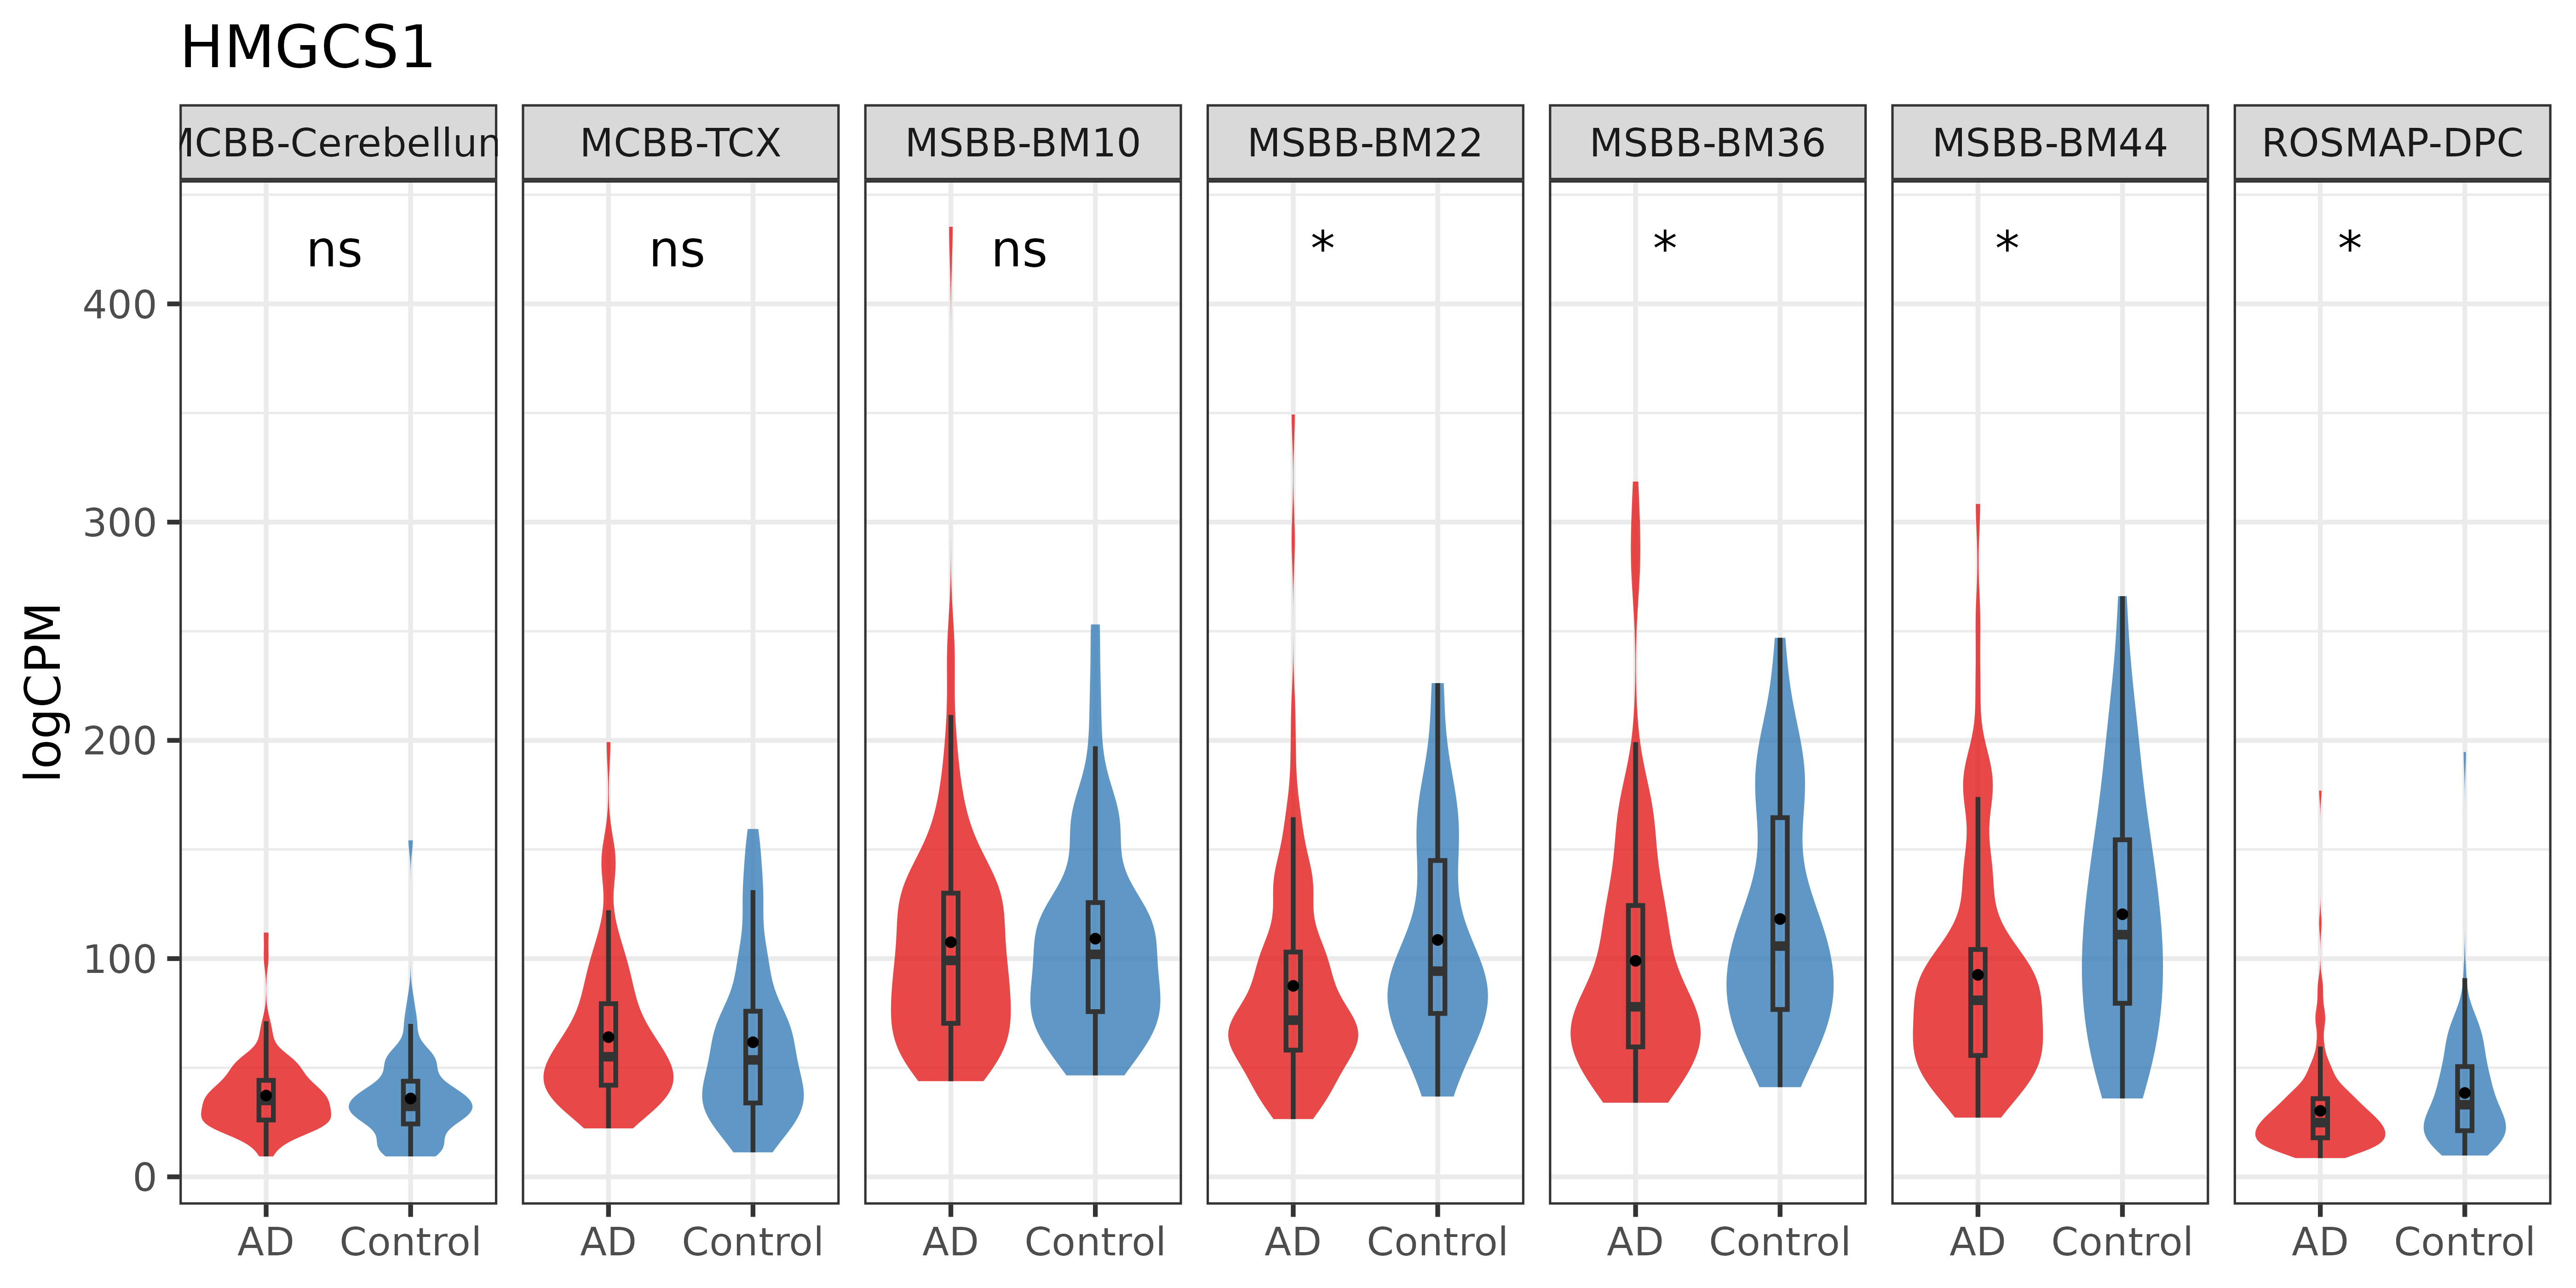 HMGCS1
MCBB-Cerebellum MCBB-TCX MSBB-BM10 MSBB-BM22 MSBB-BM36 MSBB-BM44 ROSMAP-DPC
ns ns ns * * * *
400
300
200
100
0
logCPM
AD Control AD Control AD Control AD Control AD Control AD Control AD Control